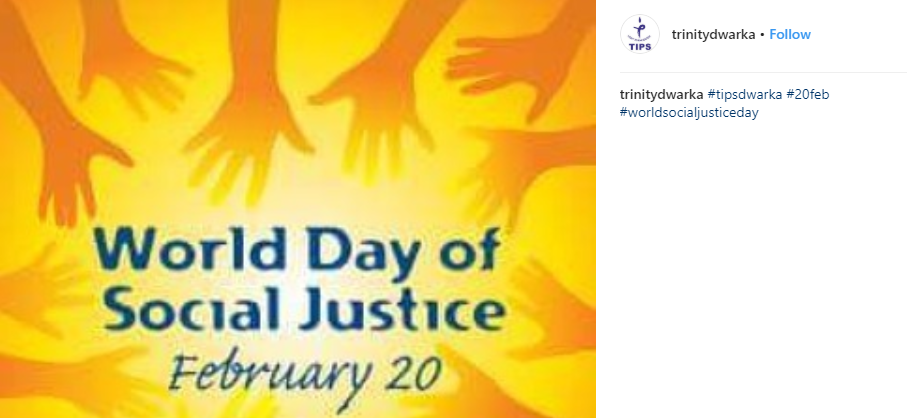 World Day of
Social Justice
February 20
TIPS
trinitydwarka • Follow
trinitydwarka #tipsdwarka #20feb
#worldsocialjusticeday